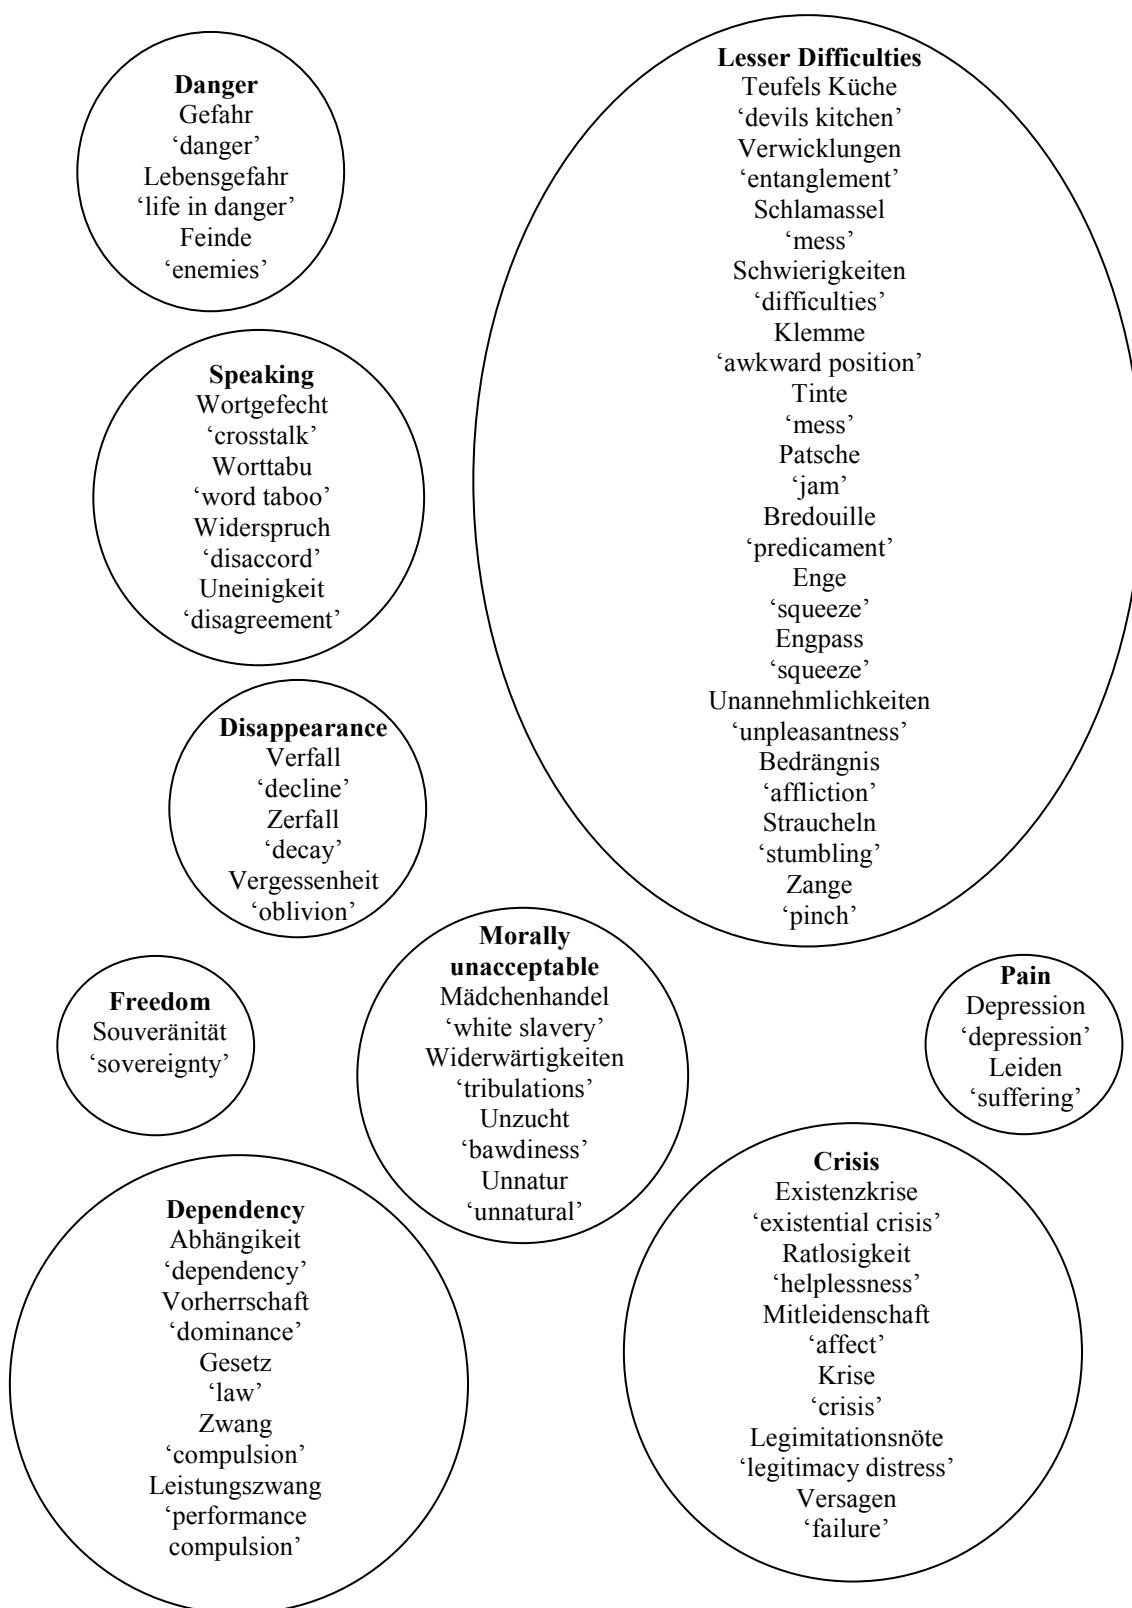 Danger
Gefahr
‘danger’
Lebensgefahr
‘life in danger’
Feinde
‘enemies’
Speaking
Wortgefecht
‘crosstalk’
Worttabu
‘word taboo’
Widerspruch
‘disaccord’
Uneinigkeit
‘disagreement’
Disappearance
Verfall
‘decline’
Zerfall
‘decay’
Vergessenheit
‘oblivion’
Lesser Difficulties
Teufels Küche
‘devils kitchen’
Verwicklungen
‘entanglement’
Schlamassel
‘mess’
Schwierigkeiten
‘difficulties’
Klemme
‘awkward position’
Tinte
‘mess’
Patsche
‘jam’
Bredouille
‘predicament’
Enge
‘squeeze’
Engpass
‘squeeze’
Unannehmlichkeiten
‘unpleasantness’
Bedrängnis
‘affliction’
Straucheln
‘stumbling’
Zange
‘pinch’
Freedom
Souveränität
‘sovereignty’
Morally
unacceptable
Mädchenhandel
‘white slavery’
Widerwärtigkeiten
‘tribulations’
Unzucht
‘bawdiness’
Unnatur
‘unnatural’
Pain
Depression
‘depression’
Leiden
‘suffering’
Dependency
Abhängikeit
‘dependency’
Vorherrschaft
‘dominance’
Gesetz
‘law’
Zwang
‘compulsion’
Leistungszwang
‘performance
compulsion’
Crisis
Existenzkrise
‘existential crisis’
Ratlosigkeit
‘helplessness’
Mitleidenschaft
‘affect’
Krise
‘crisis’
Legimitationsnöte
‘legitimacy distress’
Versagen
‘failure’